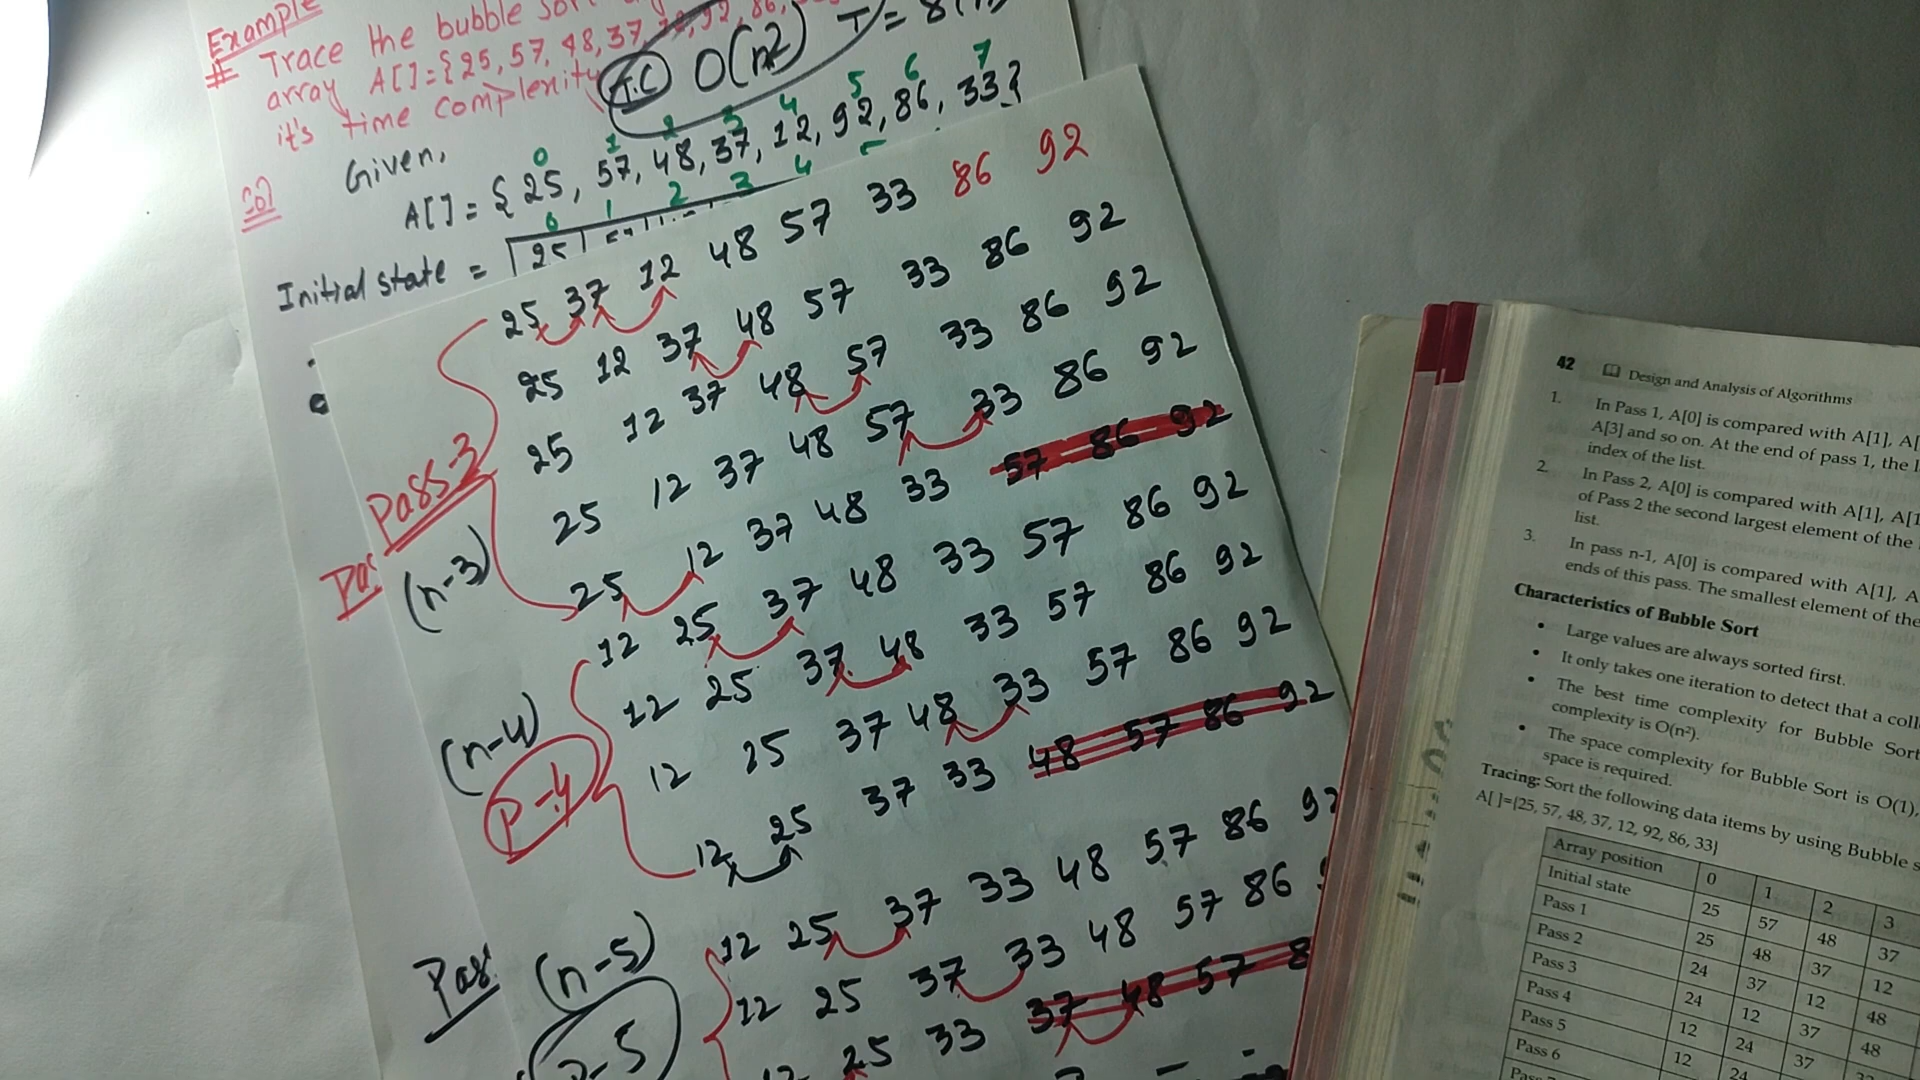 Example
# Trace the bubble sort
array A[]={25, 57, 48, 37,
it's time complexity
T.C O(n2) T =
Given,
0 1 2 3 4 5 6 7
Sol A[] = { 25, 57, 48, 37, 12, 92, 86, 33}
0 1 2 3 4
Initial state = 25
25 37 12 48 57 33 86 92
25 12 37 48 57 33 86 92
25 12 37 48 57 33 86 92
Pass-3
25 12 37 48 57 33 86 92
(n-3)
25 12 37 48 33 57 86 92
12 25 37 48 33 57 86 92
12 25 37 48 33 57 86 92
(n-4)
P-4
12 25 37 48 33 57 86 92
12 25 37 33 48 57 86 92
(n-5)
12 25 37 33 48 57 86 92
12 25 37 33 48 57 86
P-5
12 25 33 37 48 57 8
42 Design and Analysis of Algorithms
1. In Pass 1, A[0] is compared with A[1],
A[3] and so on. At the end of pass 1, the
index of the list.
2. In Pass 2, A[0] is compared with A[1],
of Pass 2 the second largest element of the
list.
3. In pass n-1, A[0] is compared with A[1],
ends of this pass. The smallest element of the
Characteristics of Bubble Sort
• Large values are always sorted first.
• It only takes one iteration to detect that a
• The best time complexity for Bubble Sort
complexity is O(n²).
• The space complexity for Bubble Sort is O(1),
space is required.
Tracing: Sort the following data items by using Bubble
A[ ]={25, 57, 48, 37, 12, 92, 86, 33}
Array position 0 1 2 3
Initial state 25 57 48 37
Pass 1 25 48 37 12
Pass 2 24 37 12 48
Pass 3 24 12 37 48
Pass 4 12 24 37
Pass 5 12 24
Pass 6